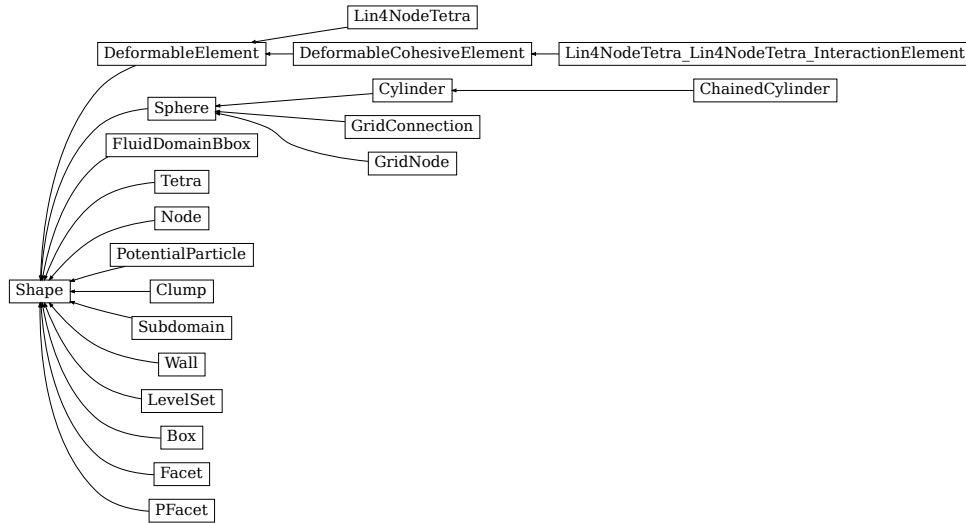 Lin4NodeTetra
DeformableElement
DeformableCohesiveElement
Lin4NodeTetra_Lin4NodeTetra_InteractionElement
Cylinder
ChainedCylinder
Sphere
GridConnection
FluidDomainBbox
GridNode
Tetra
Node
PotentialParticle
Shape
Clump
Subdomain
Wall
LevelSet
Box
Facet
PFacet